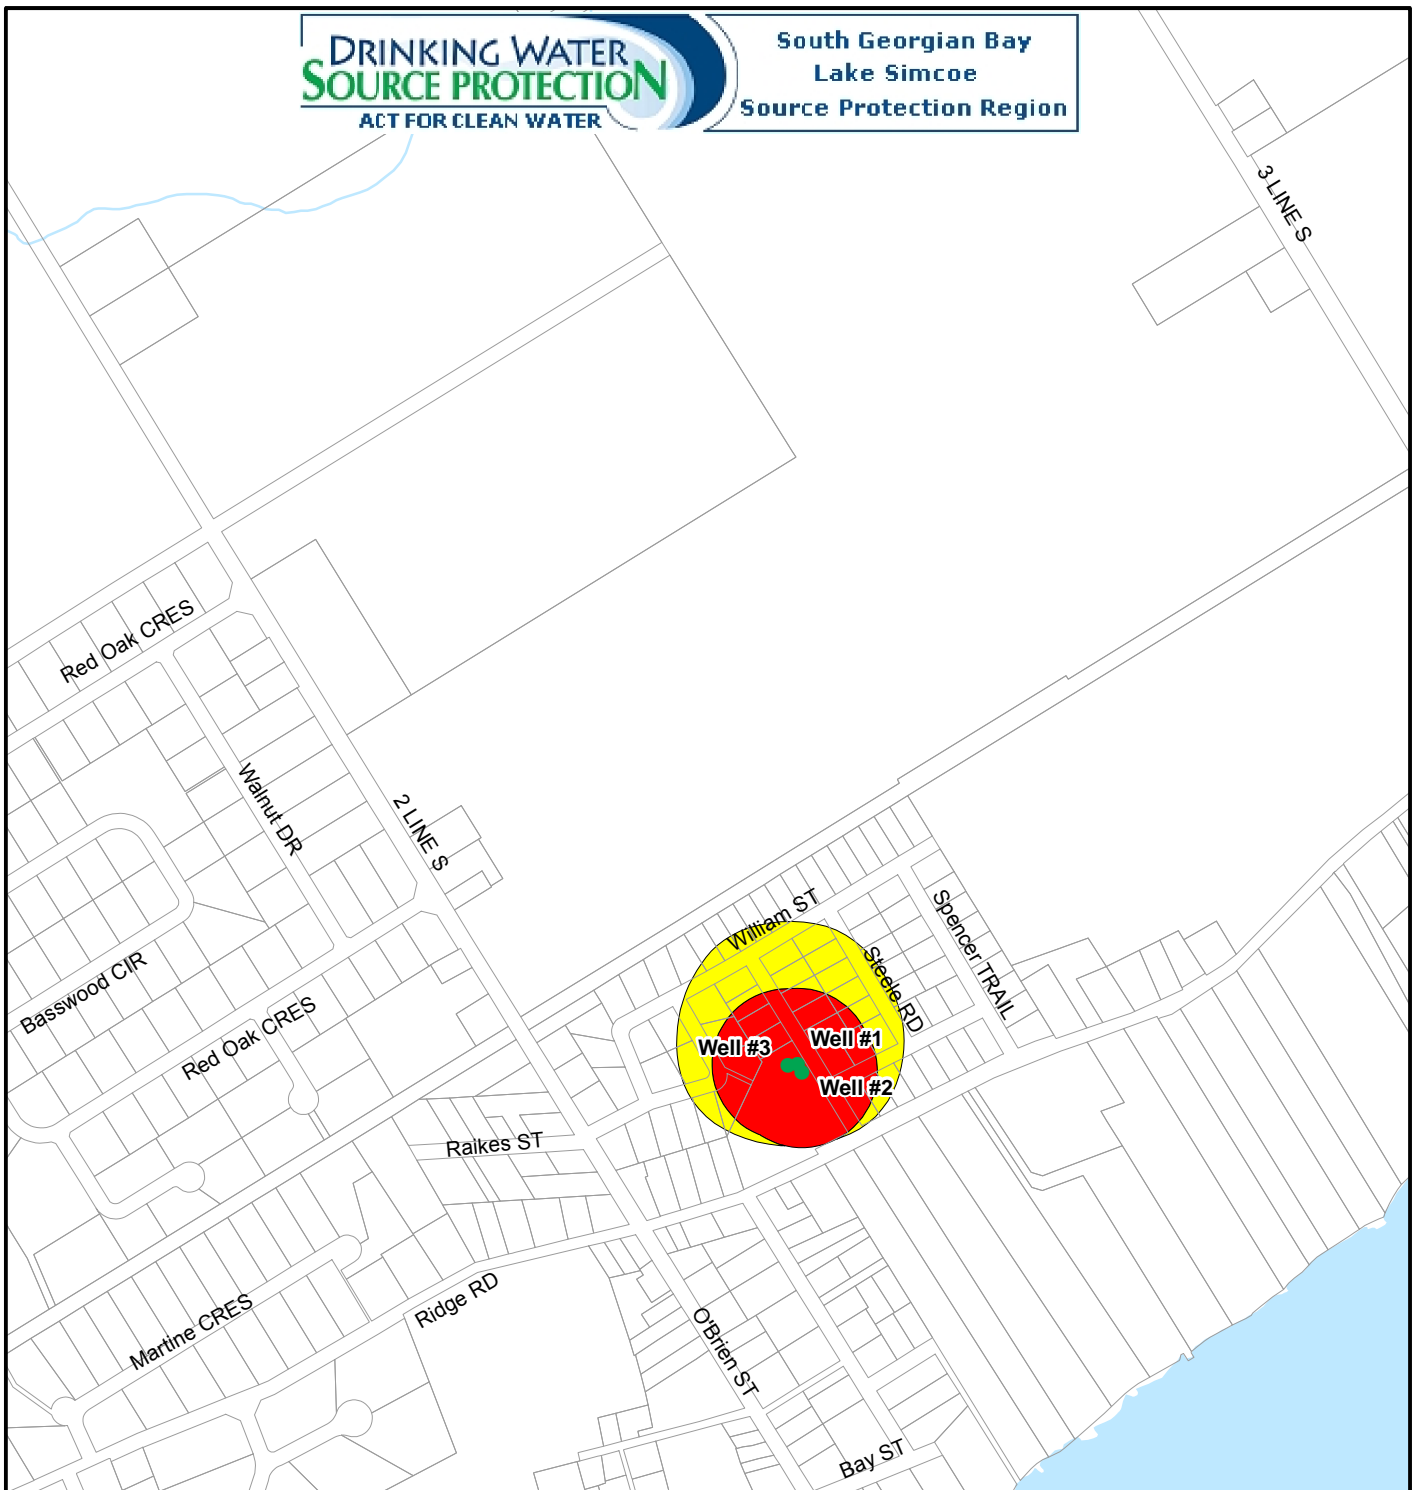 DRINKING WATER
SOURCE PROTECTION
ACT FOR CLEAN WATER
South Georgian Bay
Lake Simcoe
Source Protection Region
3 LINE S
Red Oak CRES
Walnut DR
2 LINE S
William ST
Spencer TRAIL
Steele RD
Basswood CIR
Red Oak CRES
Well #1
Well #3
Well #2
Raikes ST
Ridge RD
Martine CRES
O'Brien ST
Bay ST